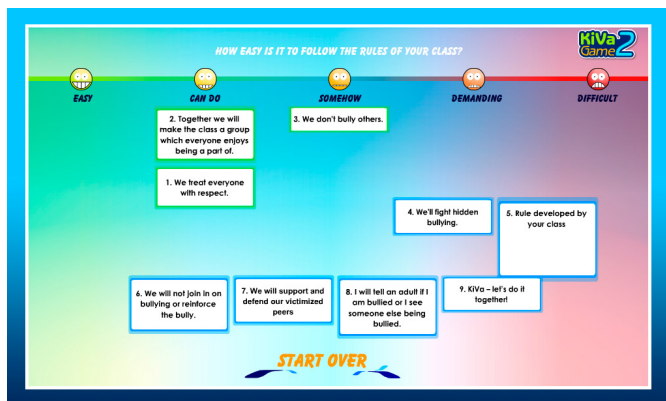 HOW EASY IS IT TO FOLLOW THE RULES OF YOUR CLASS?
KiVa
Game 2
EASY
CAN DO
SOMEHOW
DEMANDING
DIFFICULT
2. Together we will
make the class a group
which everyone enjoys
being a part of.
3. We don't bully others.
1. We treat everyone
with respect.
4. We'll fight hidden
bullying.
5. Rule developed by
your class
6. We will not join in on
bullying or reinforce
the bully.
7. We will support and
defend our victimized
peers
8. I will tell an adult if I
am bullied or I see
someone else being
bullied.
9. KiVa – let's do it
together!
START OVER